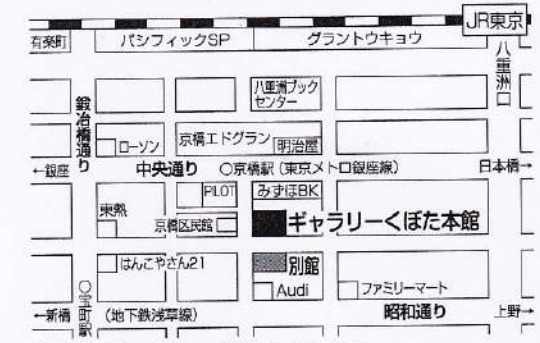 JR東京
有楽町
パシフィックSP
グラントウキョウ
八重洲口
八重洲ブック
センター
鍛冶橋通り
ローソン
京橋エドグラン
明治屋
←銀座
中央通り
○京橋駅(東京メトロ銀座線)
日本橋→
PILOT
みずほBK
東熱
京橋区民館
ギャラリーくぼた本館
はんこやさん21
別館
Audi
ファミリーマート
○宝町駅
←新橋
(地下鉄浅草線)
昭和通り
上野→